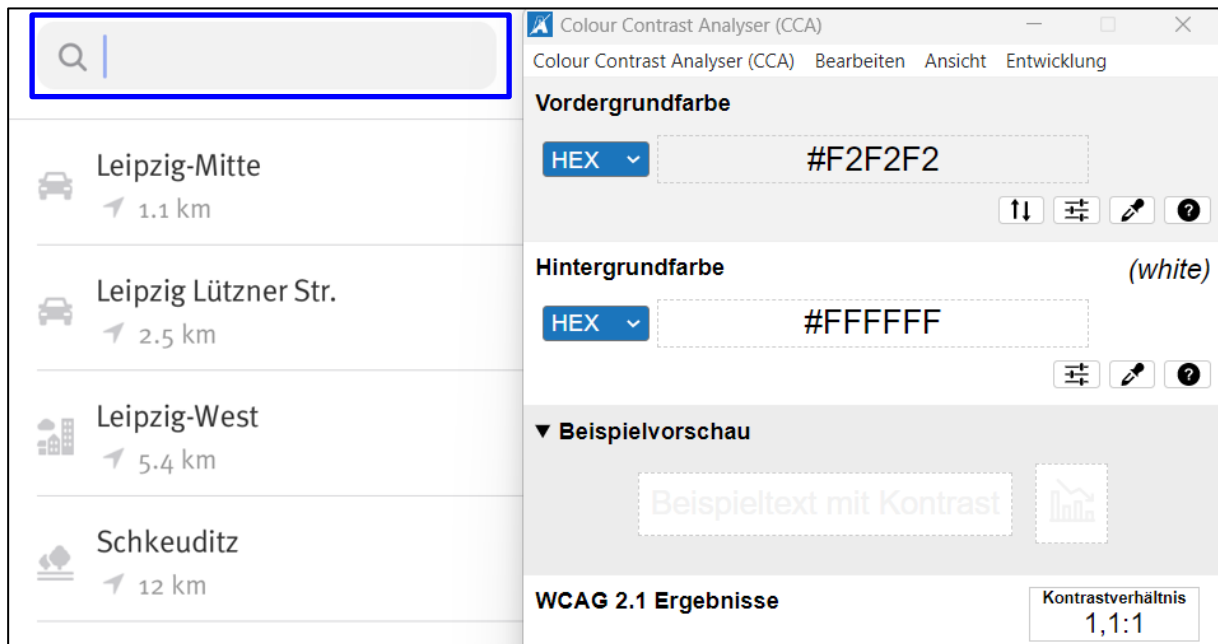 Leipzig-Mitte
1.1 km
Leipzig Lützner Str.
2.5 km
Leipzig-West
5.4 km
Schkeuditz
12 km
Colour Contrast Analyser (CCA)
Colour Contrast Analyser (CCA) Bearbeiten Ansicht Entwicklung
Vordergrundfarbe
HEX #F2F2F2
Hintergrundfarbe (white)
HEX #FFFFFF
▼ Beispielvorschau
Beispieltext mit Kontrast
WCAG 2.1 Ergebnisse
Kontrastverhältnis
1,1:1